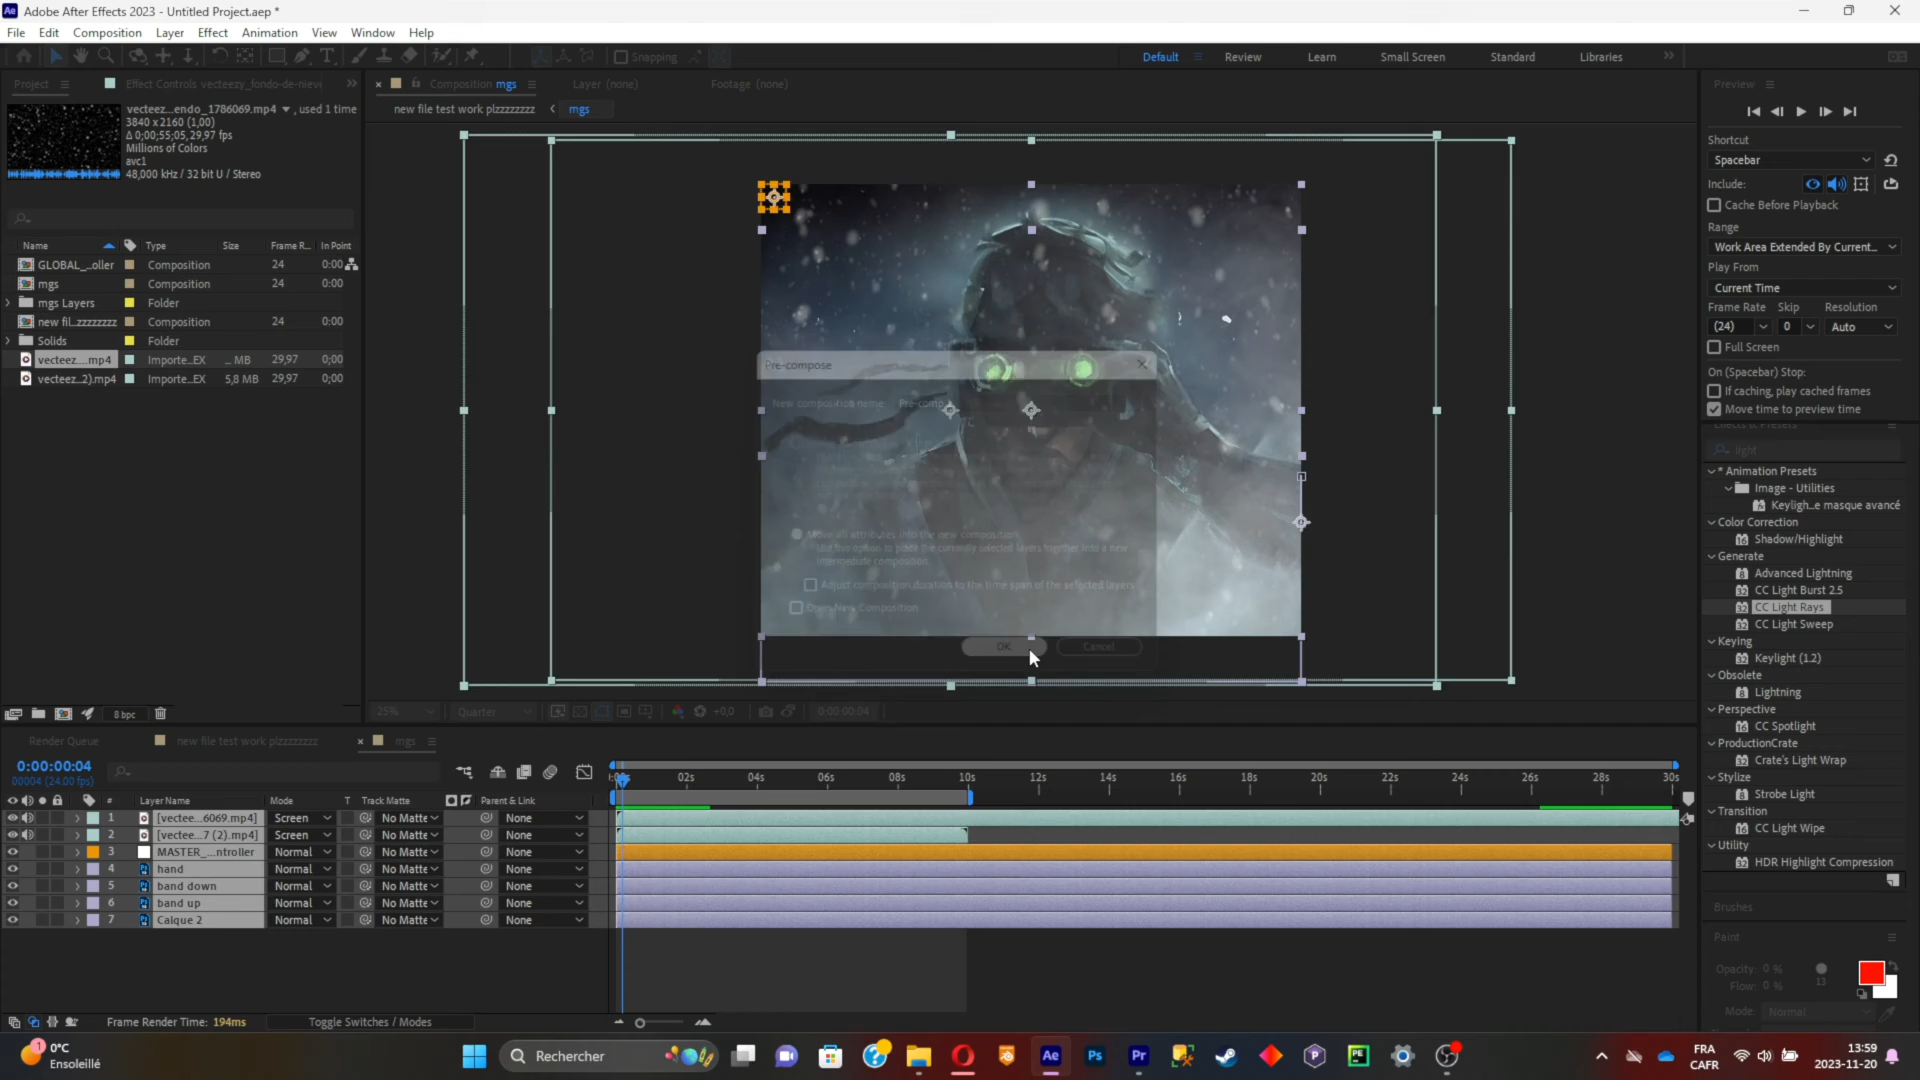 Adobe After Effects 2023 - Untitled Project.aep *
File Edit Composition Layer Effect Animation View Window Help
Snapping
Default Review Learn Small Screen Standard Libraries
Project Effect Controls vecteezy_fondo-de-nieve
Composition mgs Layer (none) Footage (none)
new file test work plzzzzzzzz mgs
vecteez...endo_1786069.mp4 , used 1 time
3840 x 2160 (1,00)
Δ 0;00;55;05, 29,97 fps
Millions of Colors
avc1
48,000 kHz / 32 bit U / Stereo
Name Type Size Frame R... In Point
GLOBAL_...oller Composition 24 0:00
mgs Composition 24 0:00
mgs Layers Folder
new fil...zzzzzzzz Composition 24 0:00
Solids Folder
vecteez....mp4 Importe...EX ... MB 29,97 0;00
vecteez...2).mp4 Importe...EX 5,8 MB 29,97 0;00
8 bpc
Pre-compose
New composition name: Pre-comp
Move all attributes into the new composition
Use this option to place the currently selected layers together into a new
intermediate composition.
Adjust composition duration to the time span of the selected layers
Open New Composition
OK Cancel
25% Quarter +0,0 0:00:00:04
Preview
Shortcut
Spacebar
Include:
Cache Before Playback
Range
Work Area Extended By Current...
Play From
Current Time
Frame Rate Skip Resolution
(24) 0 Auto
Full Screen
On (Spacebar) Stop:
If caching, play cached frames
Move time to preview time
Effects & Presets
light
* Animation Presets
Image - Utilities
Keyligh...e masque avancé
Color Correction
Shadow/Highlight
Generate
Advanced Lightning
CC Light Burst 2.5
CC Light Rays
CC Light Sweep
Keying
Keylight (1.2)
Obsolete
Lightning
Perspective
CC Spotlight
ProductionCrate
Crate's Light Wrap
Stylize
Strobe Light
Transition
CC Light Wipe
Utility
HDR Highlight Compression
Brushes
Paint
Opacity: 0 %
Flow: 0 %
13
Mode: Normal
Render Queue new file test work plzzzzzzzz mgs
0:00:00:04
00004 (24.00 fps)
02s 04s 06s 08s 10s 12s 14s 16s 18s 20s 22s 24s 26s 28s 30s
# Layer Name Mode T Track Matte Parent & Link
1 [vectee...6069.mp4] Screen No Matte None
2 [vectee...7 (2).mp4] Screen No Matte None
3 MASTER_...ntroller Normal No Matte None
4 hand Normal No Matte None
5 band down Normal No Matte None
6 band up Normal No Matte None
7 Calque 2 Normal No Matte None
Frame Render Time: 194ms Toggle Switches / Modes
1 0°C
Ensoleillé
Rechercher
FRA
CAFR
13:59
2023-11-20